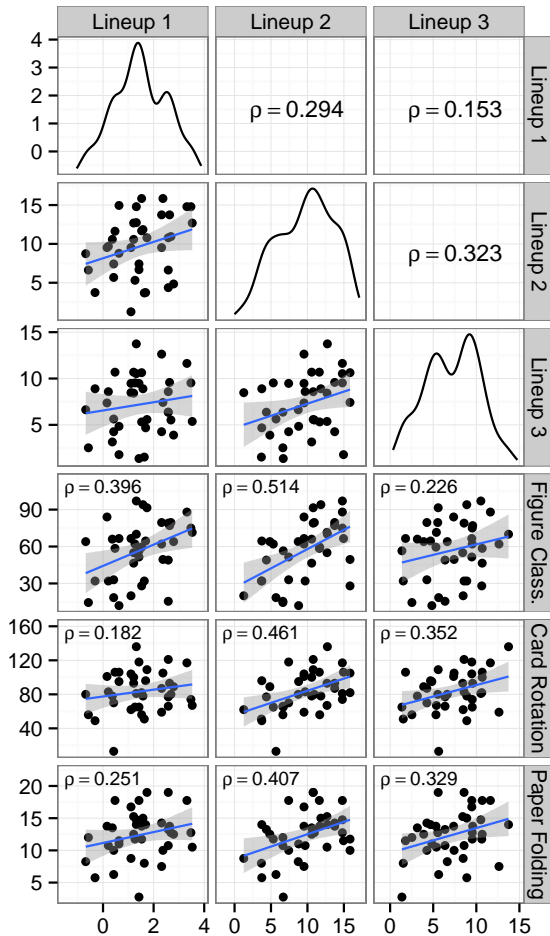 Lineup 1 Lineup 2 Lineup 3
4
3
2
1
0
ρ = 0.294
ρ = 0.153
Lineup 1
15
10
5
ρ = 0.323
Lineup 2
15
10
5
0
Lineup 3
90
60
30
ρ = 0.396
ρ = 0.514
ρ = 0.226
Figure Class.
160
120
80
40
ρ = 0.182
ρ = 0.461
ρ = 0.352
Card Rotation
20
15
10
5
ρ = 0.251
ρ = 0.407
ρ = 0.329
Paper Folding
0 2 4 0 5 10 15 0 5 10 15